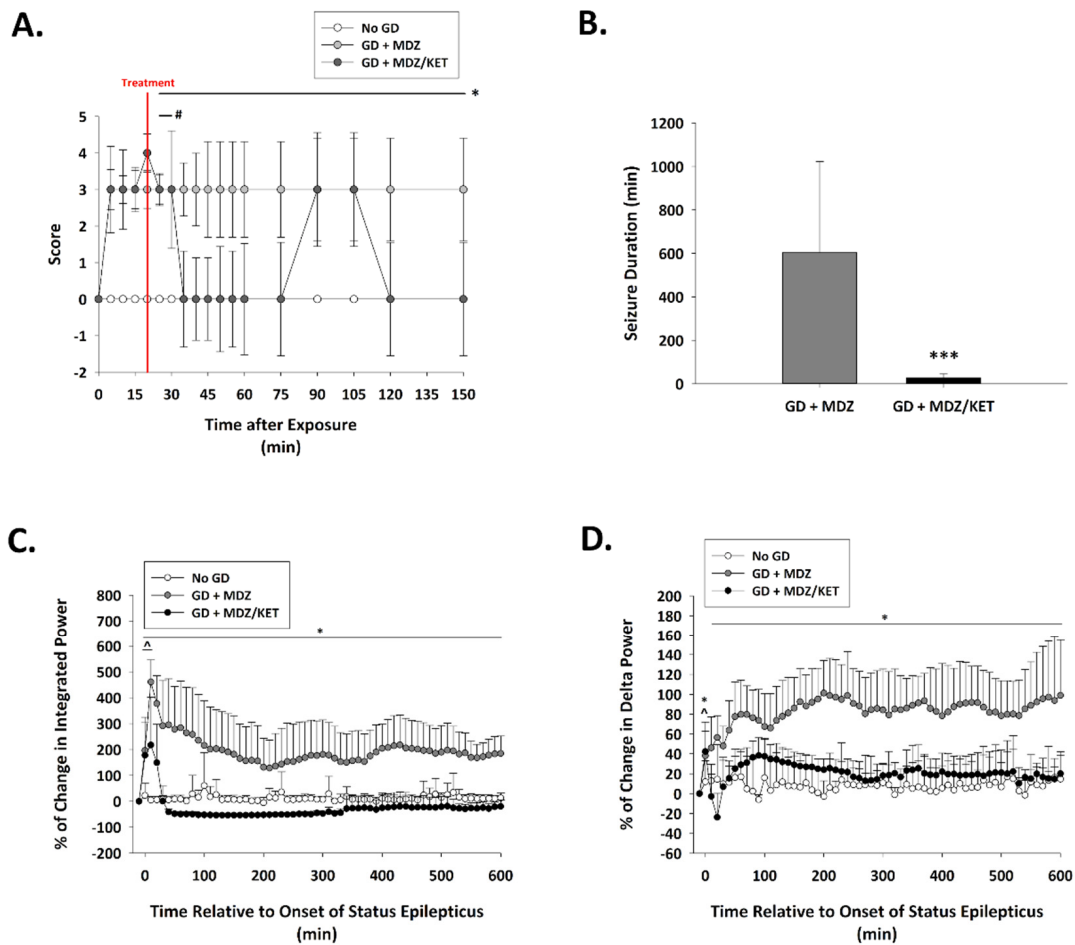 A.
No GD
GD + MDZ
GD + MDZ/KET
Treatment
*
#
5
4
3
2
1
0
-1
-2
Score
0 15 30 45 60 75 90 105 120 135 150
Time after Exposure
(min)
B.
1200
1000
800
600
400
200
0
Seizure Duration (min)
***
GD + MDZ GD + MDZ/KET
C.
No GD
GD + MDZ
GD + MDZ/KET
800
700
600
500
400
300
200
100
0
-100
-200
% of Change in Integrated Power
*
^
0 100 200 300 400 500 600
Time Relative to Onset of Status Epilepticus
(min)
D.
No GD
GD + MDZ
GD + MDZ/KET
200
180
160
140
120
100
80
60
40
20
0
-20
-40
-60
% of Change in Delta Power
*
*
^
0 100 200 300 400 500 600
Time Relative to Onset of Status Epilepticus
(min)